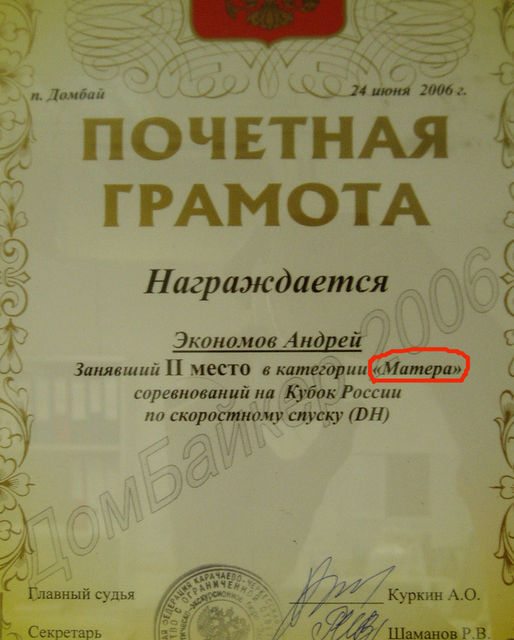 п. Домбай 24 июня 2006 г.
ПОЧЕТНАЯ
ГРАМОТА
Награждается
Экономов Андрей
Занявший II место в категории «Матера»
соревнований на Кубок России
по скоростному спуску (DH)
ДомБайкер 2006
Главный судья Куркин А.О.
Секретарь Шаманов Р.В.